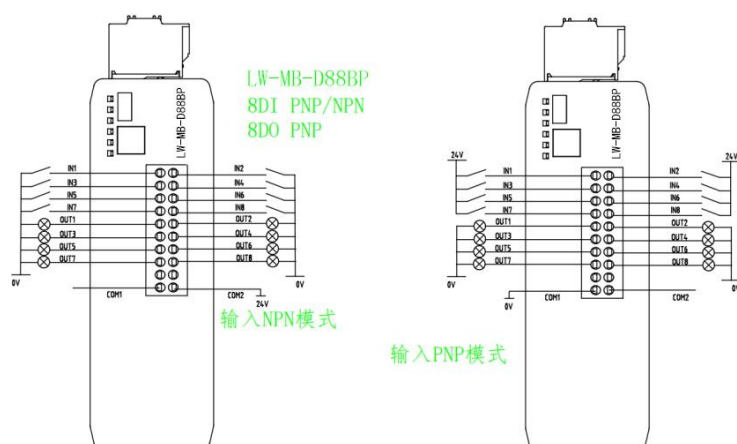 LW-MB-D88BP
8DI PNP/NPN
8DO PNP
LW-MB-D88BP
IN1
IN2
IN3
IN4
IN5
IN6
IN7
IN8
OUT1
OUT2
OUT3
OUT4
OUT5
OUT6
OUT7
OUT8
0V
0V
COM1
COM2
24V
输入NPN模式
LW-MB-D88BP
24V
24V
IN1
IN2
IN3
IN4
IN5
IN6
IN7
IN8
OUT1
OUT2
OUT3
OUT4
OUT5
OUT6
OUT7
OUT8
0V
0V
COM1
COM2
0V
输入PNP模式